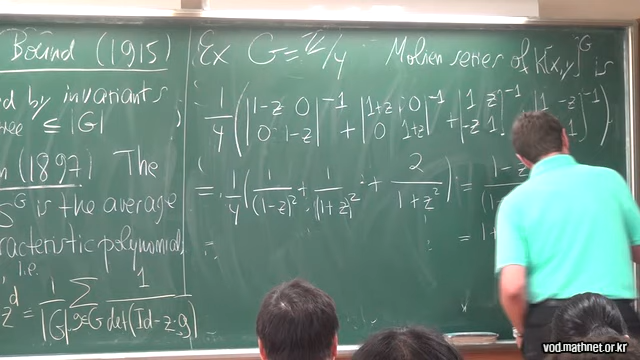 Bound (1915)
d by invariants
ree ≤ |G|
n (1897) The
S^G is the average
racteristic polynomials,
i.e.
z^d = 1/|G| Σ_{g∈G} 1/det(Id-z·g)
Ex G=ℤ/4 Molien series of k[x,y]^G is
1/4 ( |1-z 0; 0 1-z|^{-1} + |1+z 0; 0 1+z|^{-1} + |1 z; -z 1|^{-1} |1 -z; 1|^{-1} )
= 1/4 ( 1/(1-z)^2 + 1/(1+z)^2 + 2/(1+z^2) ) = 1-z
= 1+
vod.mathnet.or.kr